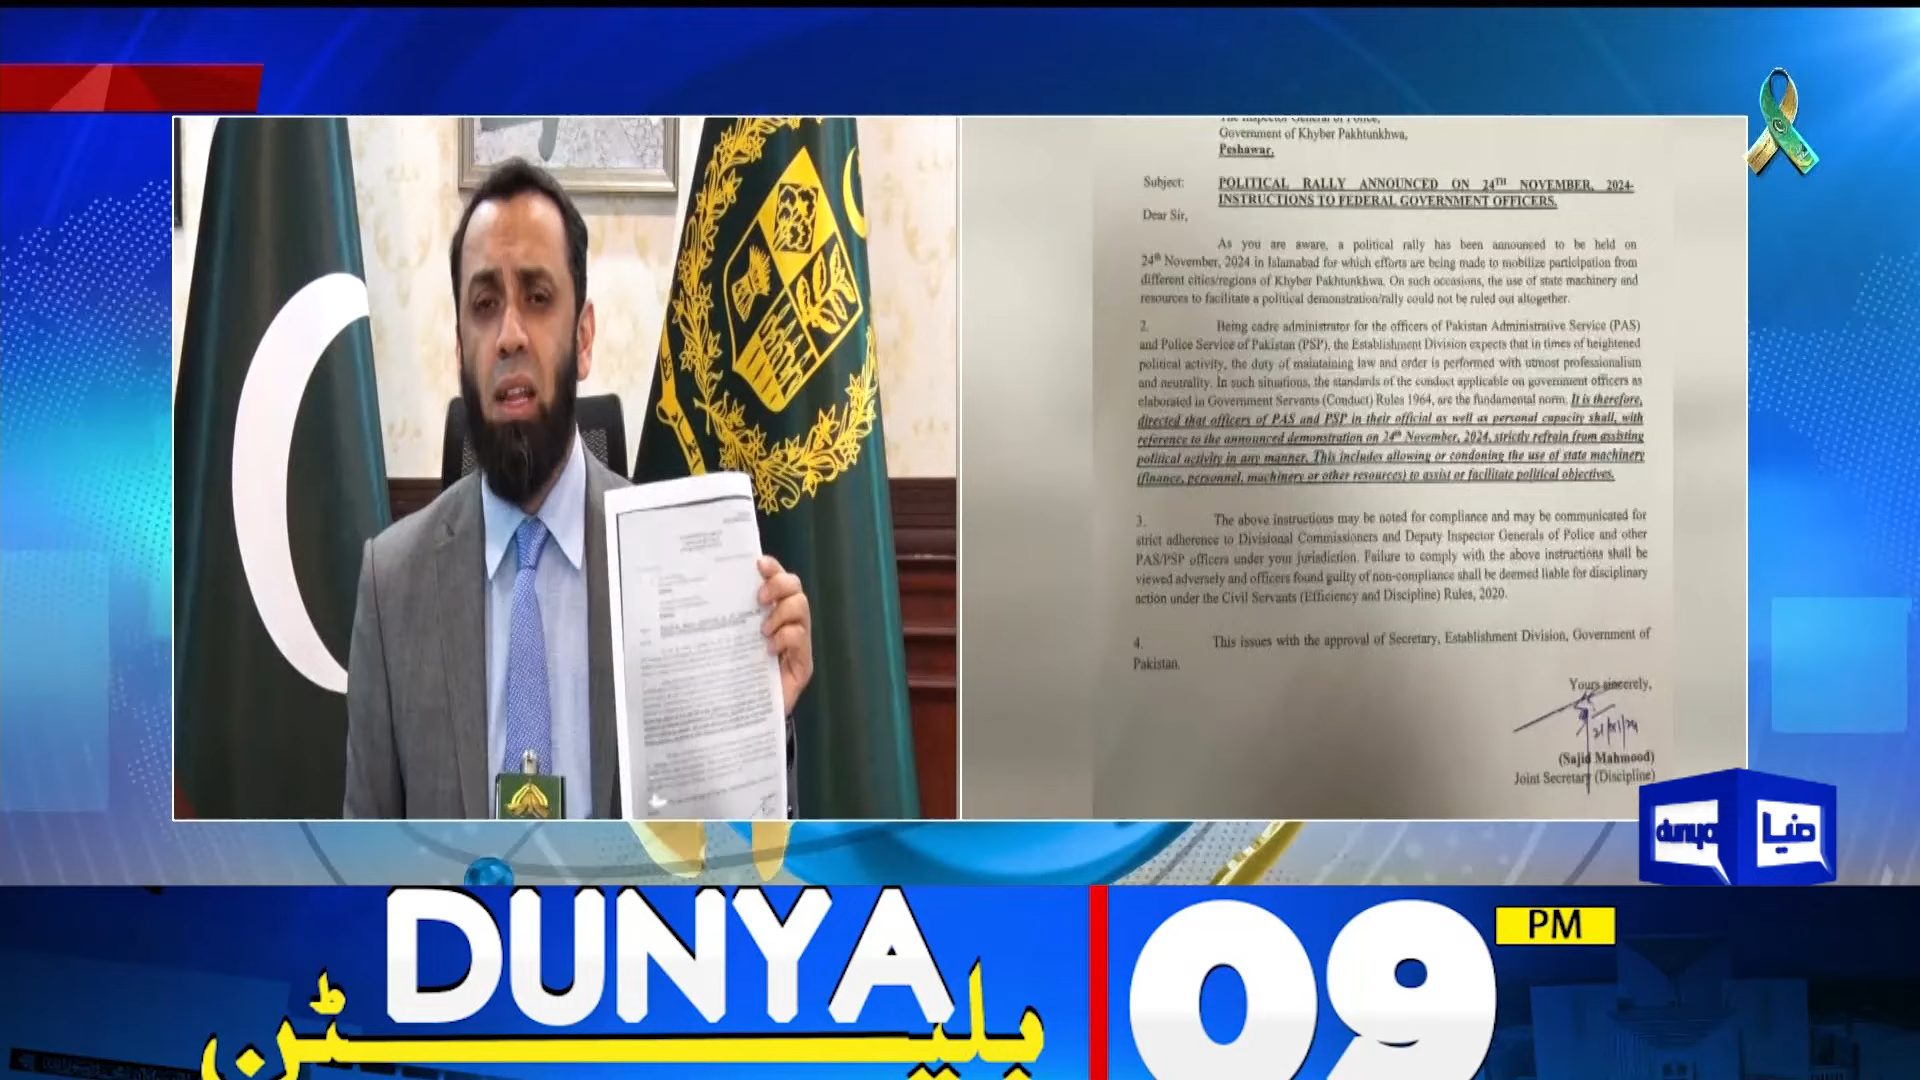 The Inspector General of Police,
Government of Khyber Pakhtunkhwa,
Peshawar.
Subject: POLITICAL RALLY ANNOUNCED ON 24TH NOVEMBER, 2024-
INSTRUCTIONS TO FEDERAL GOVERNMENT OFFICERS.
Dear Sir,
As you are aware, a political rally has been announced to be held on
24th November, 2024 in Islamabad for which efforts are being made to mobilize participation from
different cities/regions of Khyber Pakhtunkhwa. On such occasions, the use of state machinery and
resources to facilitate a political demonstration/rally could not be ruled out altogether.
2. Being cadre administrator for the officers of Pakistan Administrative Service (PAS)
and Police Service of Pakistan (PSP), the Establishment Division expects that in times of heightened
political activity, the duty of maintaining law and order is performed with utmost professionalism
and neutrality. In such situations, the standards of the conduct applicable on government officers as
elaborated in Government Servants (Conduct) Rules 1964, are the fundamental norm. It is therefore,
directed that officers of PAS and PSP in their official as well as personal capacity shall, with
reference to the announced demonstration on 24th November, 2024, strictly refrain from assisting
political activity in any manner. This includes allowing or condoning the use of state machinery
(finance, personnel, machinery or other resources) to assist or facilitate political objectives.
3. The above instructions may be noted for compliance and may be communicated for
strict adherence to Divisional Commissioners and Deputy Inspector Generals of Police and other
PAS/PSP officers under your jurisdiction. Failure to comply with the above instructions shall be
viewed adversely and officers found guilty of non-compliance shall be deemed liable for disciplinary
action under the Civil Servants (Efficiency and Discipline) Rules, 2020.
4. This issues with the approval of Secretary, Establishment Division, Government of
Pakistan.
Yours sincerely,
(Sajid Mahmood)
Joint Secretary (Discipline)
dunya دنیا
DUNYA
بلیٹن
09 PM